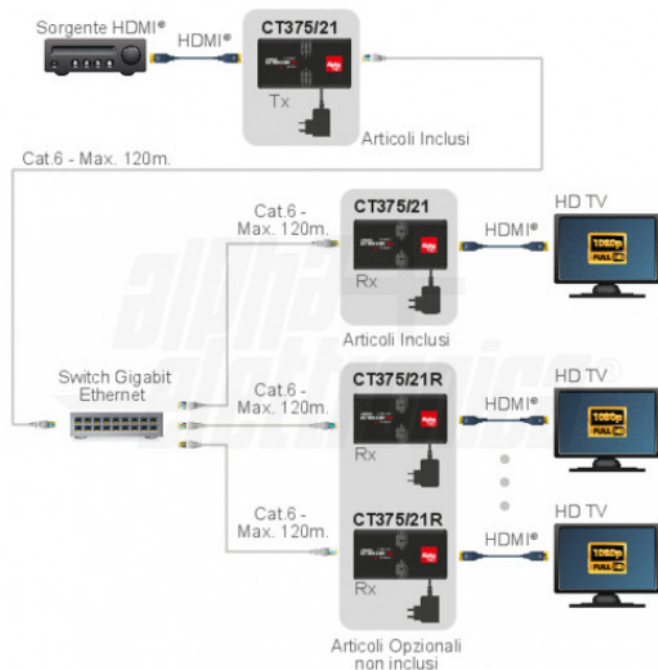 Sorgente HDMI®
HDMI®
CT375/21
Tx
Articoli Inclusi
Cat.6 - Max. 120m.
Cat.6 -
Max. 120m.
CT375/21
Rx
HDMI®
HD TV
1080p
FULL HD
Articoli Inclusi
Switch Gigabit
Ethernet
Cat.6 -
Max. 120m.
CT375/21R
Rx
HDMI®
HD TV
1080p
FULL HD
Cat.6 -
Max. 120m.
CT375/21R
Rx
HDMI®
HD TV
1080p
FULL HD
Articoli Opzionali
non inclusi
alpha
elettronica®